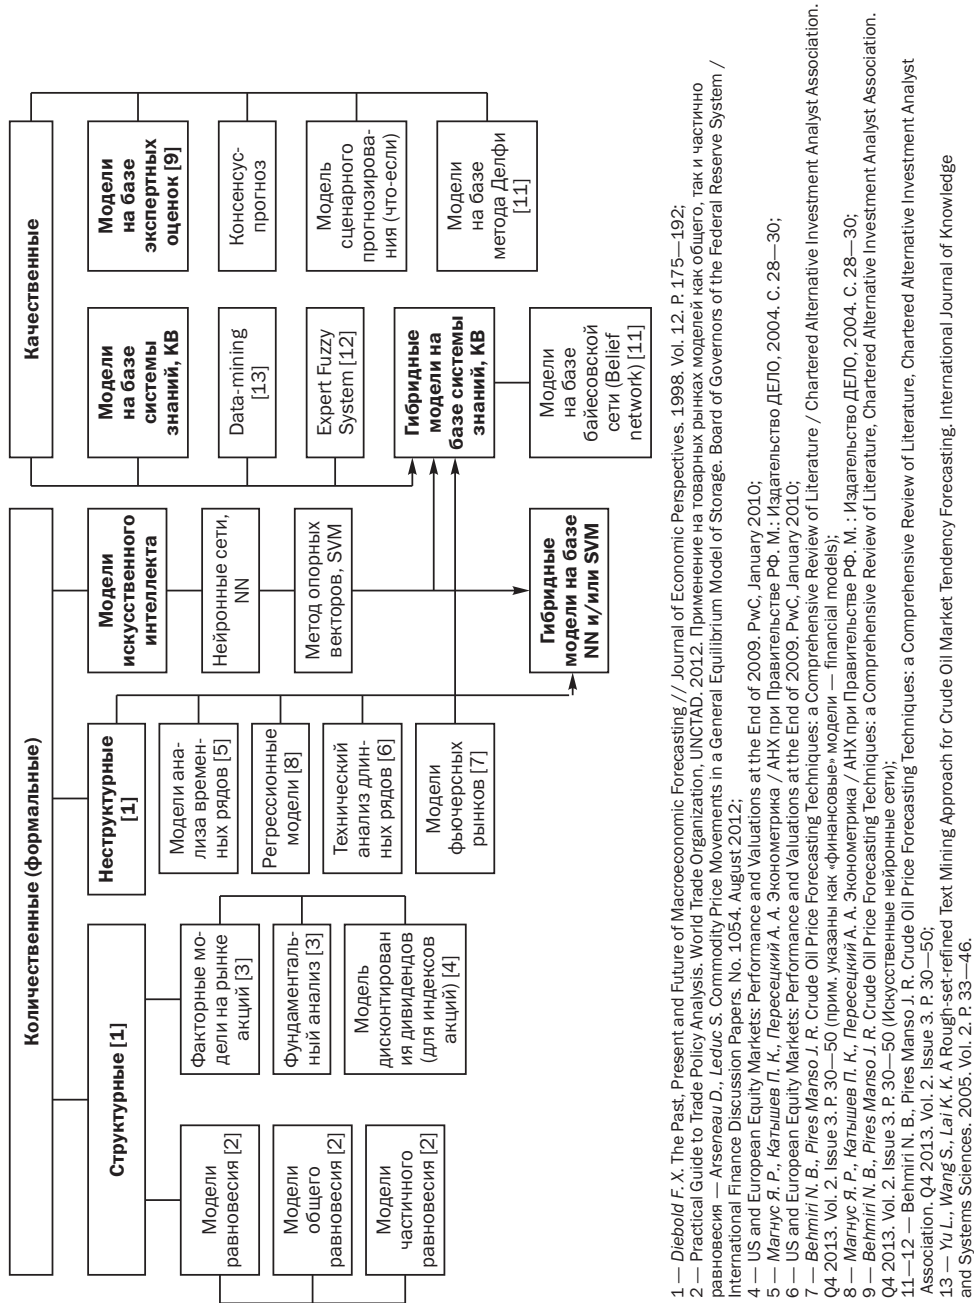 Количественные (формальные)
Качественные
Структурные [1]
Модели
равновесия [2]
Модели
общего
равновесия [2]
Модели
частичного
равновесия [2]
Факторные мо-
дели на рынке
акций [3]
Фундаменталь-
ный анализ [3]
Модель
дисконтирован
ия дивидендов
(для индексов
акций) [4]
Неструктурные
[1]
Модели ана-
лиза времен-
ных рядов [5]
Регрессионные
модели [8]
Технический
анализ длин-
ных рядов [6]
Модели
фьючерсных
рынков [7]
Модели
искусственного
интеллекта
Нейронные сети,
NN
Метод опорных
векторов, SVM
Гибридные
модели на базе
NN и/или SVM
Модели
на базе
системы
знаний, KB
Data-mining
[13]
Expert Fuzzy
System [12]
Гибридные
модели на
базе системы
знаний, KB
Модели
на базе
байесовской
сети (Belief
network) [11]
Модели
на базе
экспертных
оценок [9]
Консенсус-
прогноз
Модель
сценарного
прогнозирова-
ния (что-если)
Модели
на базе
метода Делфи
[11]
1 — Diebold F. X. The Past, Present and Future of Macroeconomic Forecasting // Journal of Economic Perspectives. 1998. Vol. 12. P. 175—192;
2 — Practical Guide to Trade Policy Analysis. World Trade Organization, UNCTAD. 2012. Применение на товарных рынках моделей как общего, так и частично
равновесия — Arseneau D., Leduc S. Commodity Price Movements in a General Equilibrium Model of Storage. Board of Governors of the Federal Reserve System /
International Finance Discussion Papers. No. 1054. August 2012;
4 — US and European Equity Markets: Performance and Valuations at the End of 2009. PwC, January 2010;
5 — Магнус Я. Р., Катышев П. К., Пересецкий А. А. Эконометрика / АНХ при Правительстве РФ. М.: Издательство ДЕЛО, 2004. С. 28—30;
6 — US and European Equity Markets: Performance and Valuations at the End of 2009. PwC, January 2010;
7 — Behmiri N. B., Pires Manso J. R. Crude Oil Price Forecasting Techniques: a Comprehensive Review of Literature / Chartered Alternative Investment Analyst Association.
Q4 2013. Vol. 2. Issue 3. P. 30—50 (прим. указаны как «финансовые» модели — financial models);
8 — Магнус Я. Р., Катышев П. К., Пересецкий А. А. Эконометрика / АНХ при Правительстве РФ. М. : Издательство ДЕЛО, 2004. С. 28—30;
9 — Behmiri N. B., Pires Manso J. R. Crude Oil Price Forecasting Techniques: a Comprehensive Review of Literature, Chartered Alternative Investment Analyst Association.
Q4 2013. Vol. 2. Issue 3. P. 30—50 (Искусственные нейронные сети);
11—12 — Behmiri N. B., Pires Manso J. R. Crude Oil Price Forecasting Techniques: a Comprehensive Review of Literature, Chartered Alternative Investment Analyst
Association. Q4 2013. Vol. 2. Issue 3. P. 30—50;
13 — Yu L., Wang S., Lai K. K. A Rough-set-refined Text Mining Approach for Crude Oil Market Tendency Forecasting. International Journal of Knowledge
and Systems Sciences. 2005. Vol. 2. P. 33—46.